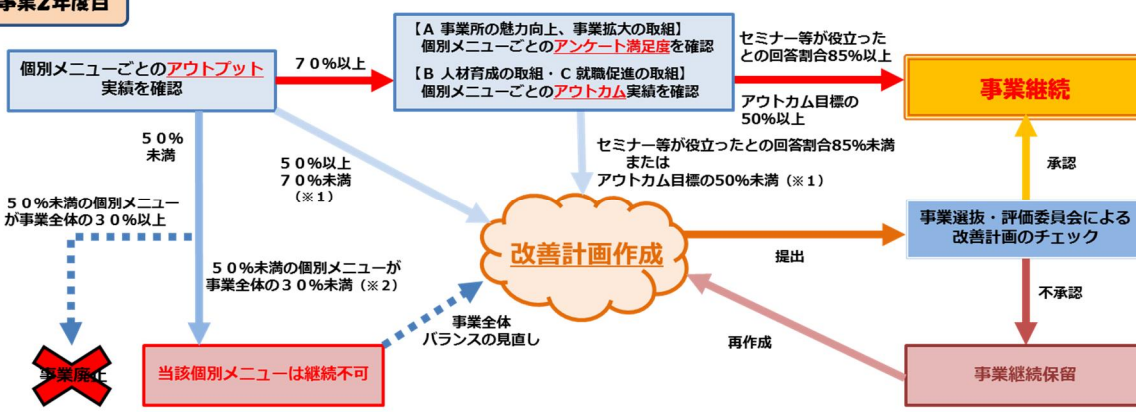 事業2年度目
個別メニューごとのアウトプット
実績を確認
70%以上
【A 事業所の魅力向上、事業拡大の取組】
個別メニューごとのアンケート満足度を確認
【B 人材育成の取組・C 就職促進の取組】
個別メニューごとのアウトカム実績を確認
セミナー等が役立った
との回答割合85%以上
アウトカム目標の
50%以上
事業継続
50%
未満
50%以上
70%未満
(※1)
セミナー等が役立ったとの回答割合85%未満
または
アウトカム目標の50%未満(※1)
承認
50%未満の個別メニュー
が事業全体の30%以上
改善計画作成
提出
事業選抜・評価委員会による
改善計画のチェック
50%未満の個別メニューが
事業全体の30%未満(※2)
不承認
事業全体
バランスの見直し
再作成
事業廃止
当該個別メニューは継続不可
事業継続保留